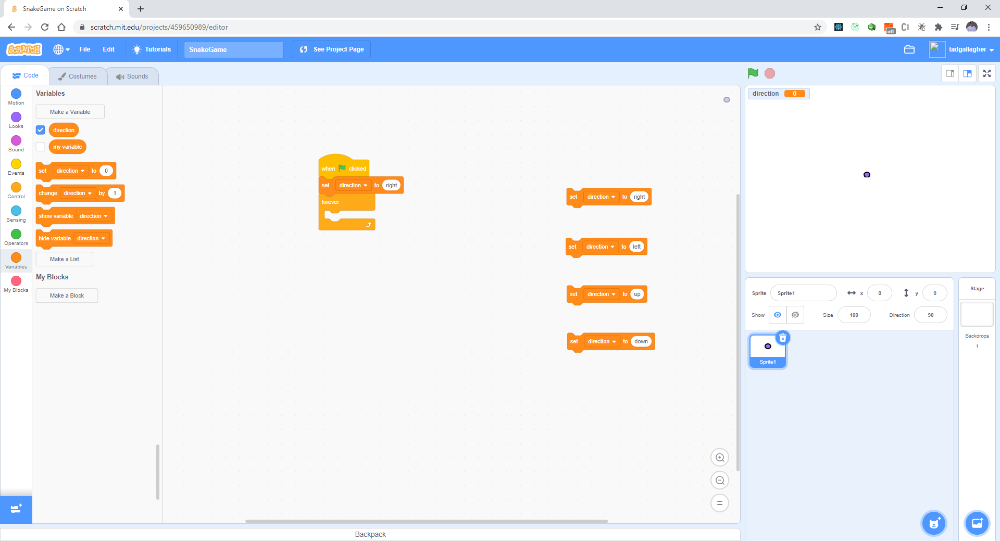 SnakeGame on Scratch
scratch.mit.edu/projects/459650989/editor
off
SCRATCH
File
Edit
Tutorials
SnakeGame
See Project Page
tadgallagher
Code
Costumes
Sounds
Motion
Looks
Sound
Events
Control
Sensing
Operators
Variables
My Blocks
Variables
Make a Variable
direction
my variable
set direction to 0
change direction by 1
show variable direction
hide variable direction
Make a List
My Blocks
Make a Block
when clicked
set direction to right
forever
set direction to right
set direction to left
set direction to up
set direction to down
direction 0
Sprite Sprite1 x 0 y 0
Show Size 100 Direction 90
Sprite1
Stage
Backdrops
1
Backpack